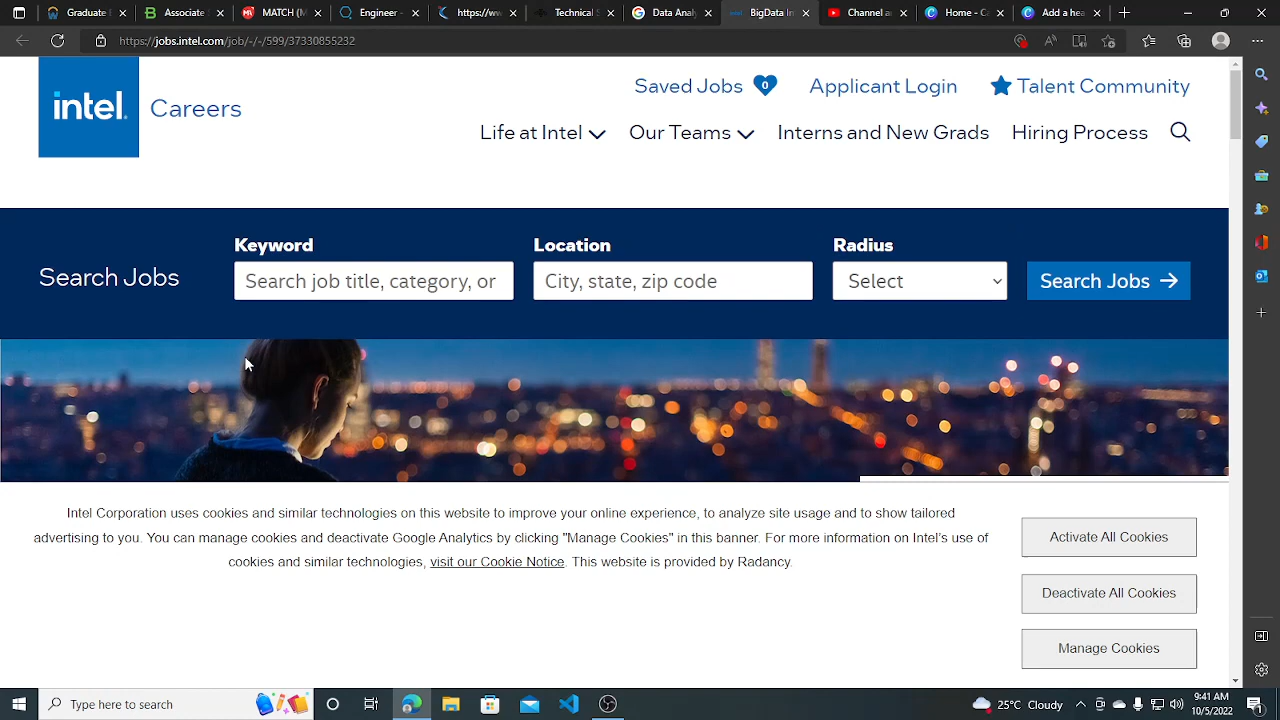 Graduate E
Associate
MATCH (M
Engineer -
https://ww
Technical S
Data Analy
intel BigData In
Channel a
Home - Ca
Add a hea
https://jobs.intel.com/job/-/-/599/37330855232
intel. Careers
Saved Jobs 0 Applicant Login Talent Community
Life at Intel Our Teams Interns and New Grads Hiring Process
Search Jobs
Keyword Location Radius
Search job title, category, or City, state, zip code Select Search Jobs
Intel Corporation uses cookies and similar technologies on this website to improve your online experience, to analyze site usage and to show tailored
advertising to you. You can manage cookies and deactivate Google Analytics by clicking "Manage Cookies" in this banner. For more information on Intel's use of
cookies and similar technologies, visit our Cookie Notice. This website is provided by Radancy.
Activate All Cookies
Deactivate All Cookies
Manage Cookies
Type here to search
25°C Cloudy
9:41 AM
10/5/2022